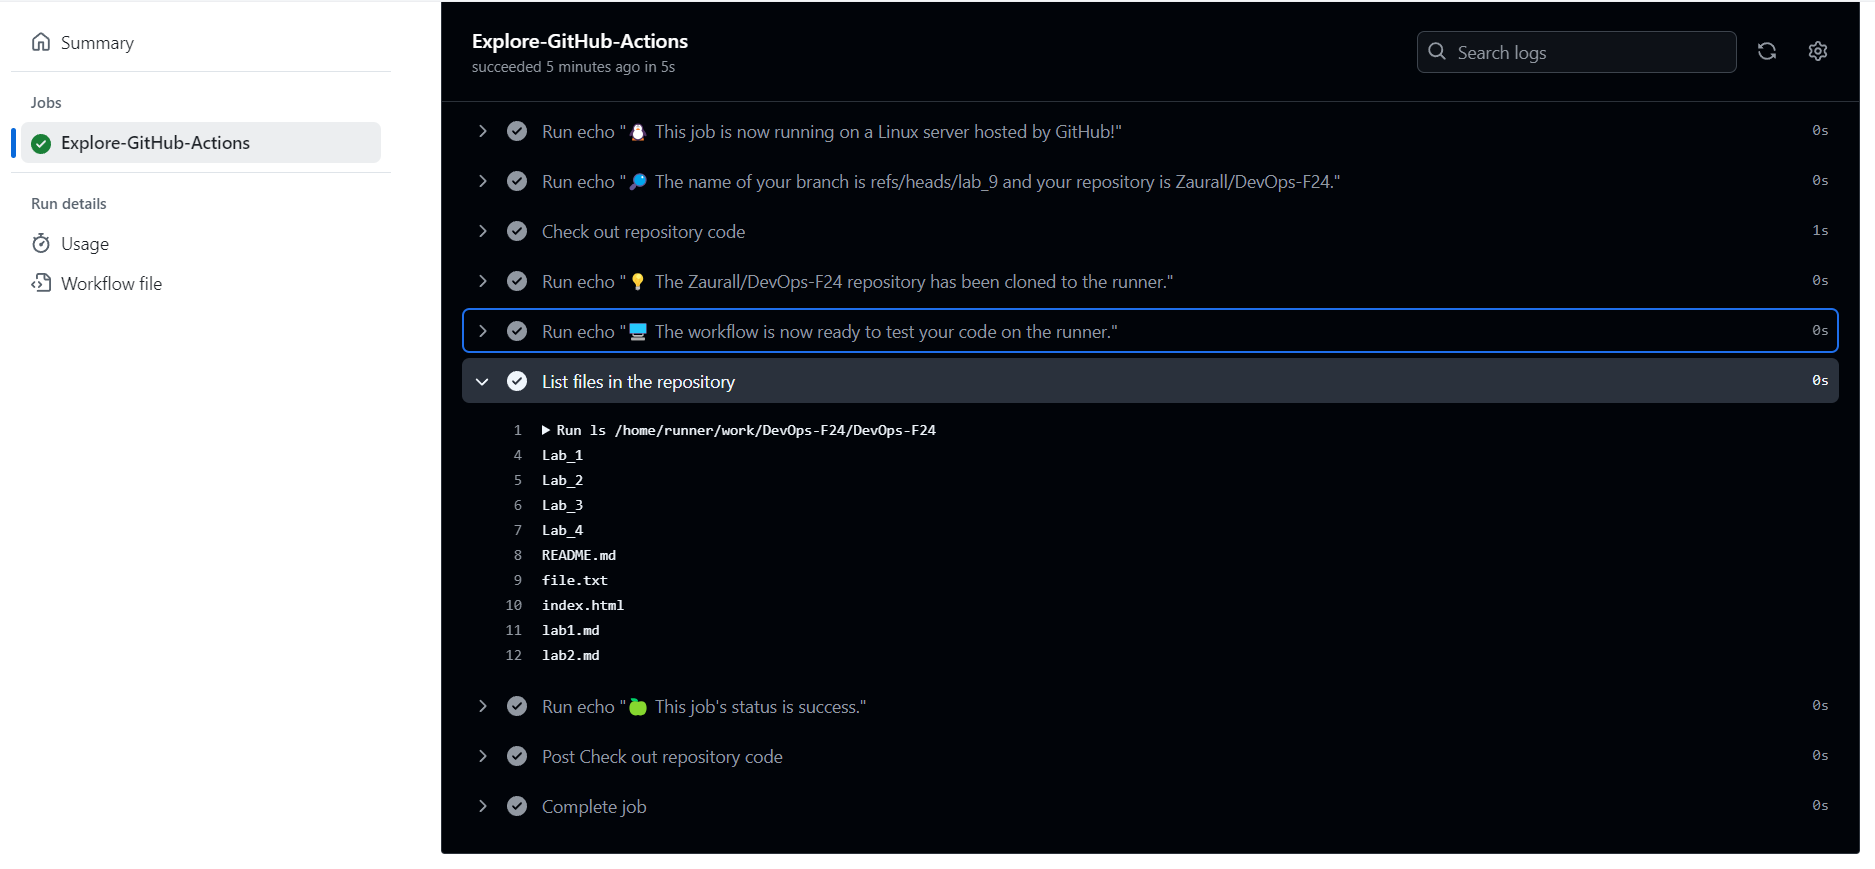 Summary
Jobs
Explore-GitHub-Actions
Run details
Usage
Workflow file
Explore-GitHub-Actions
succeeded 5 minutes ago in 5s
Search logs
Run echo "🐧 This job is now running on a Linux server hosted by GitHub!" 0s
Run echo "🔎 The name of your branch is refs/heads/lab_9 and your repository is Zaurall/DevOps-F24." 0s
Check out repository code 1s
Run echo "💡 The Zaurall/DevOps-F24 repository has been cloned to the runner." 0s
Run echo "🖥️ The workflow is now ready to test your code on the runner." 0s
List files in the repository 0s
1 ▶ Run ls /home/runner/work/DevOps-F24/DevOps-F24
4 Lab_1
5 Lab_2
6 Lab_3
7 Lab_4
8 README.md
9 file.txt
10 index.html
11 lab1.md
12 lab2.md
Run echo "🍏 This job's status is success." 0s
Post Check out repository code 0s
Complete job 0s